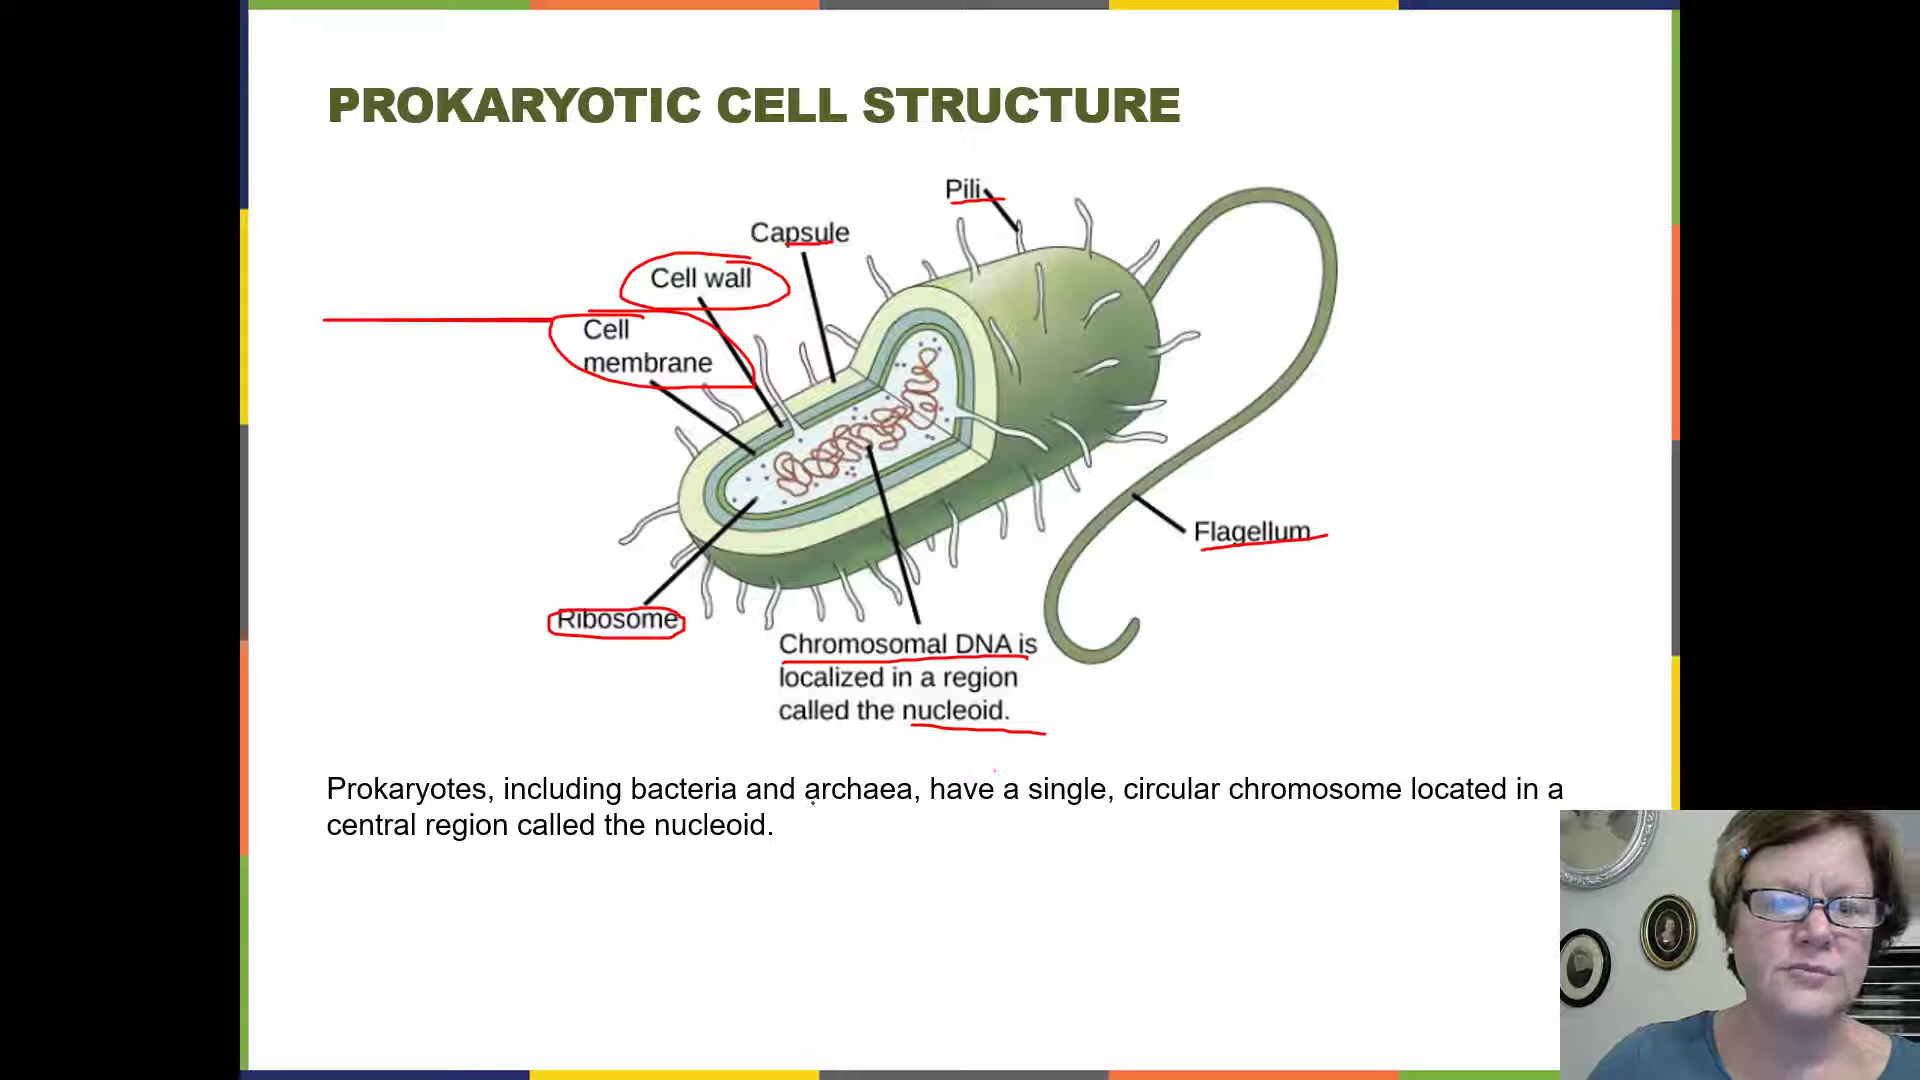 PROKARYOTIC CELL STRUCTURE
Pili
Capsule
Cell wall
Cell
membrane
Flagellum
Ribosome
Chromosomal DNA is
localized in a region
called the nucleoid.
Prokaryotes, including bacteria and archaea, have a single, circular chromosome located in a
central region called the nucleoid.